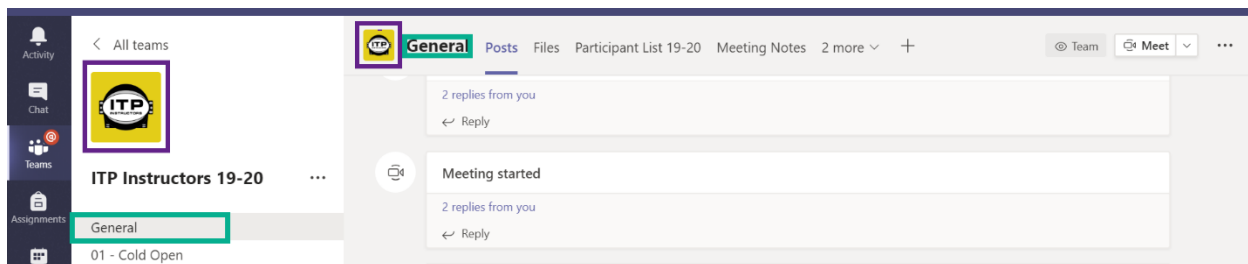 Activity
Chat
Teams
Assignments
< All teams
ITP
INSTRUCTORS
ITP Instructors 19-20 ...
General
01 - Cold Open
ITP
General Posts Files Participant List 19-20 Meeting Notes 2 more +
Team Meet ...
2 replies from you
Reply
Meeting started
2 replies from you
Reply